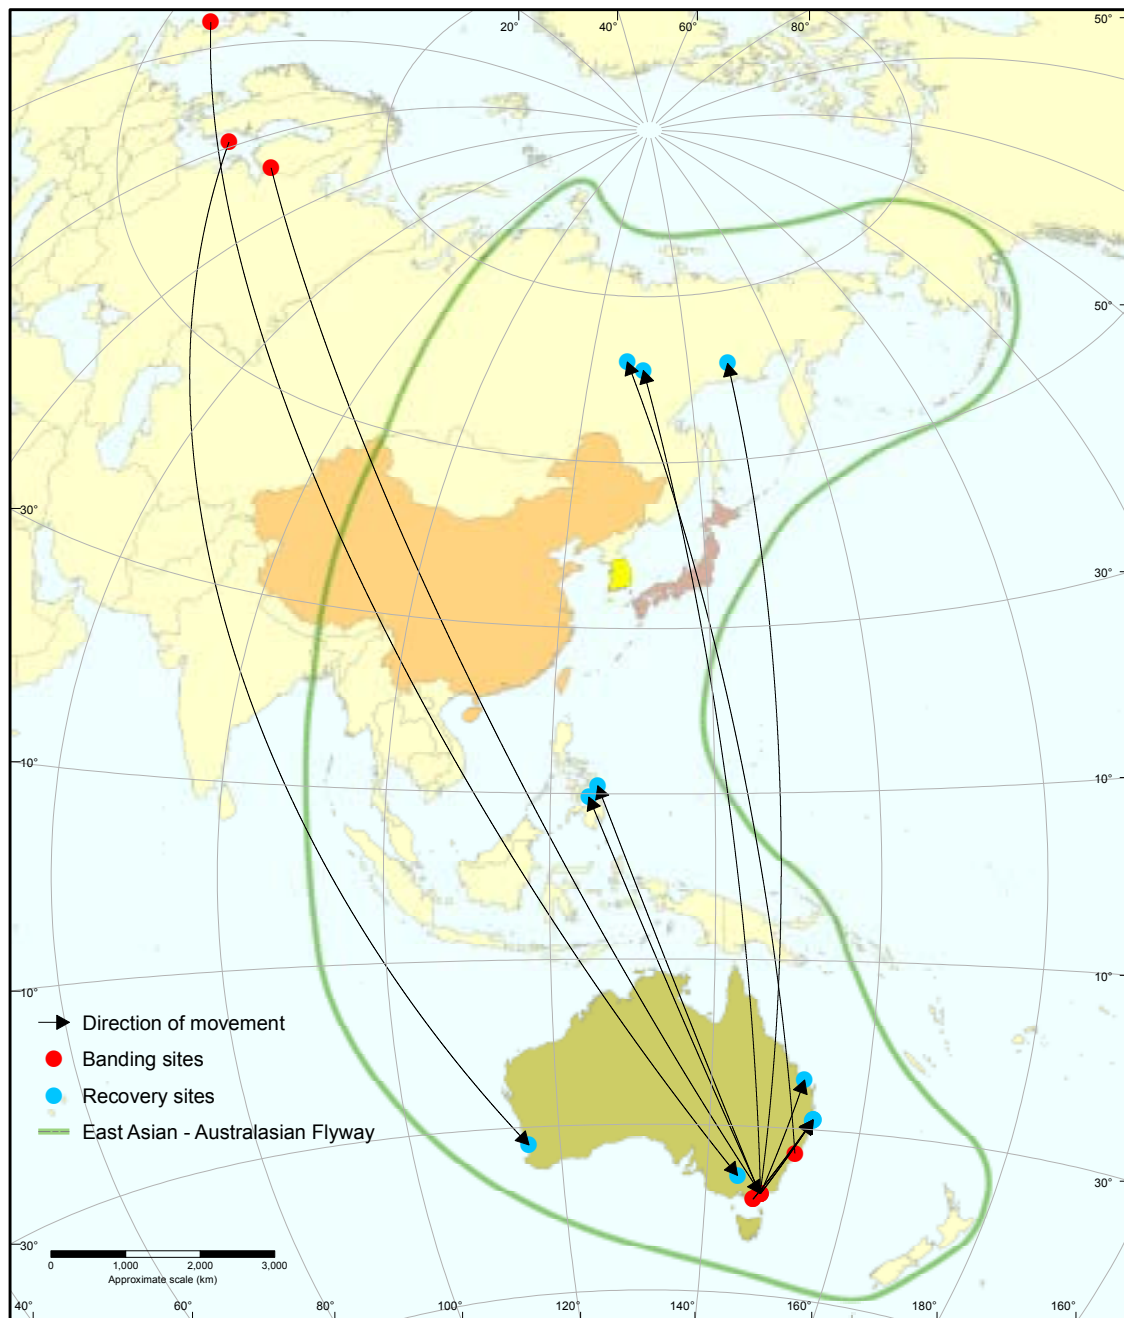 20° 40° 60° 80° 50°
50°
30°
30°
10°
10°
10°
10°
Direction of movement
Banding sites
Recovery sites
East Asian - Australasian Flyway
30°
30°
0 1,000 2,000 3,000
Approximate scale (km)
40° 60° 80° 100° 120° 140° 160° 180° 160°